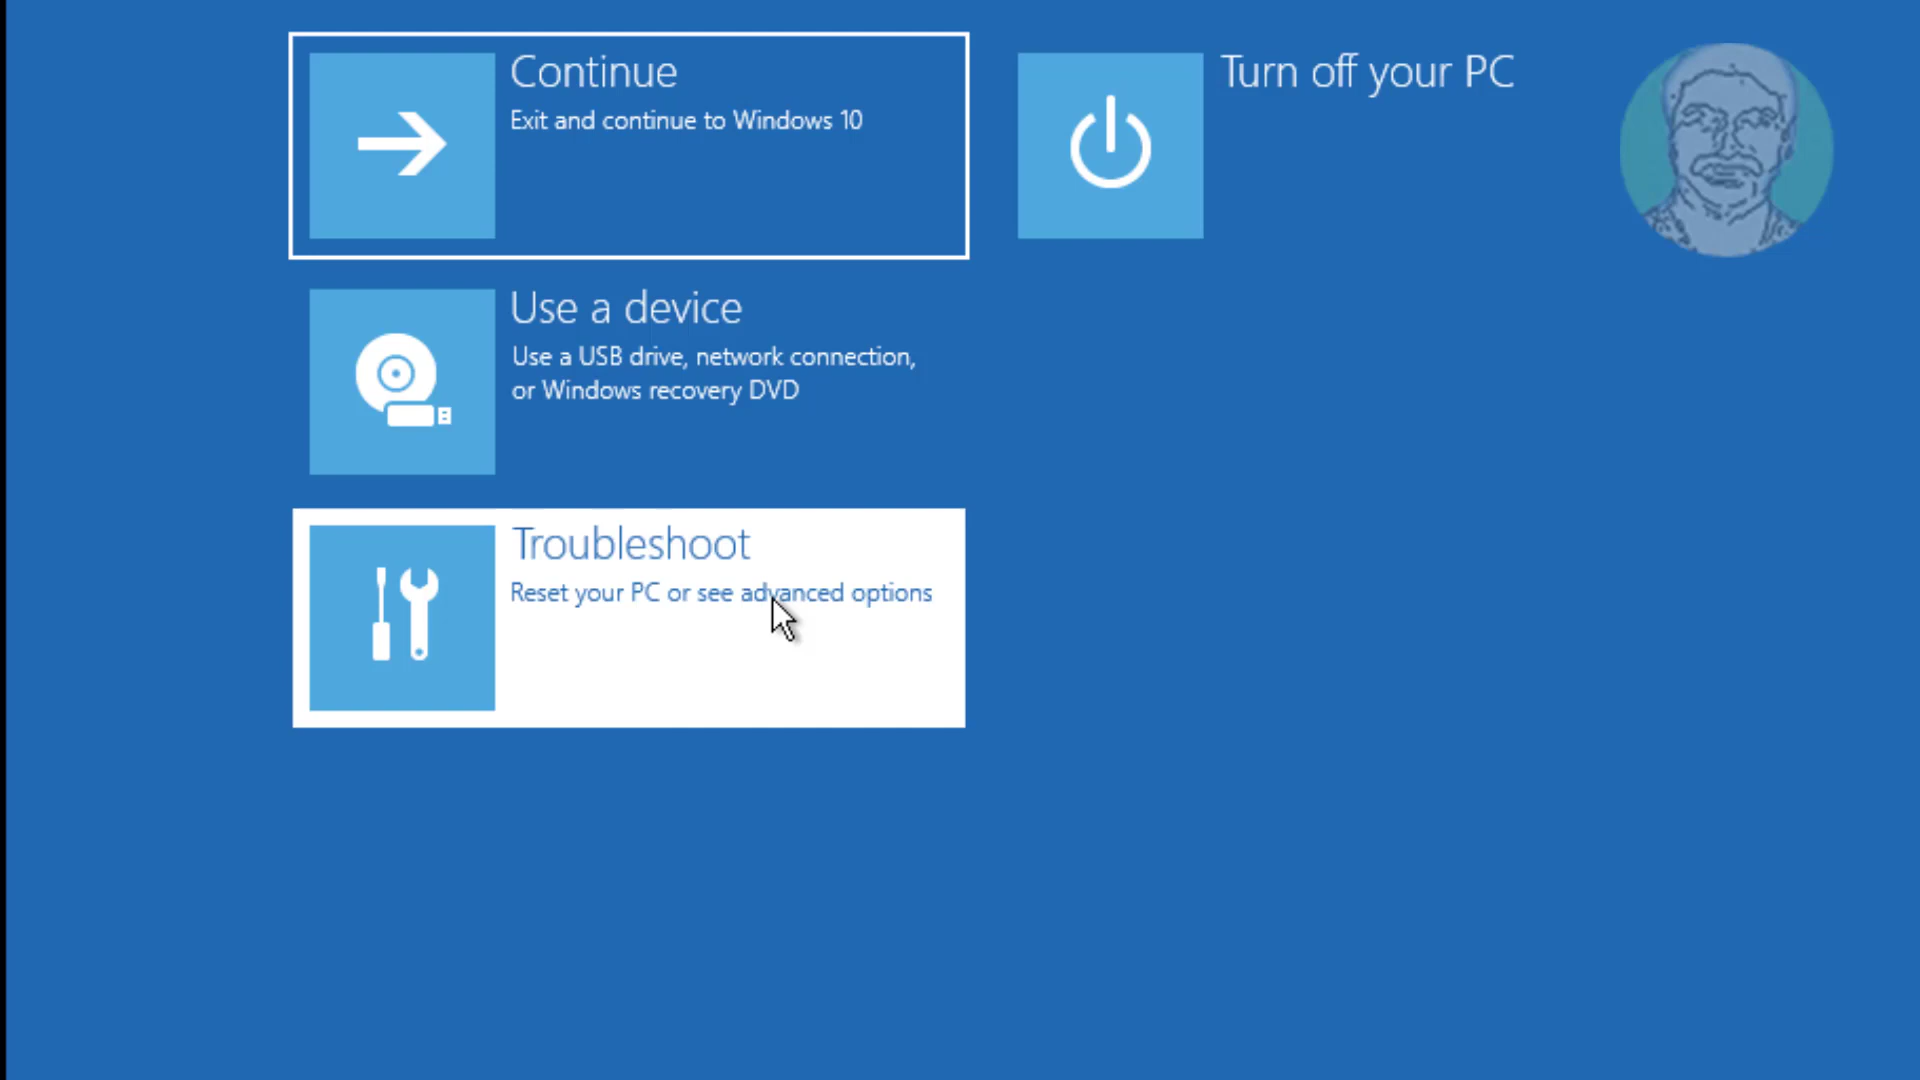 Continue
Exit and continue to Windows 10
Turn off your PC
Use a device
Use a USB drive, network connection,
or Windows recovery DVD
Troubleshoot
Reset your PC or see advanced options